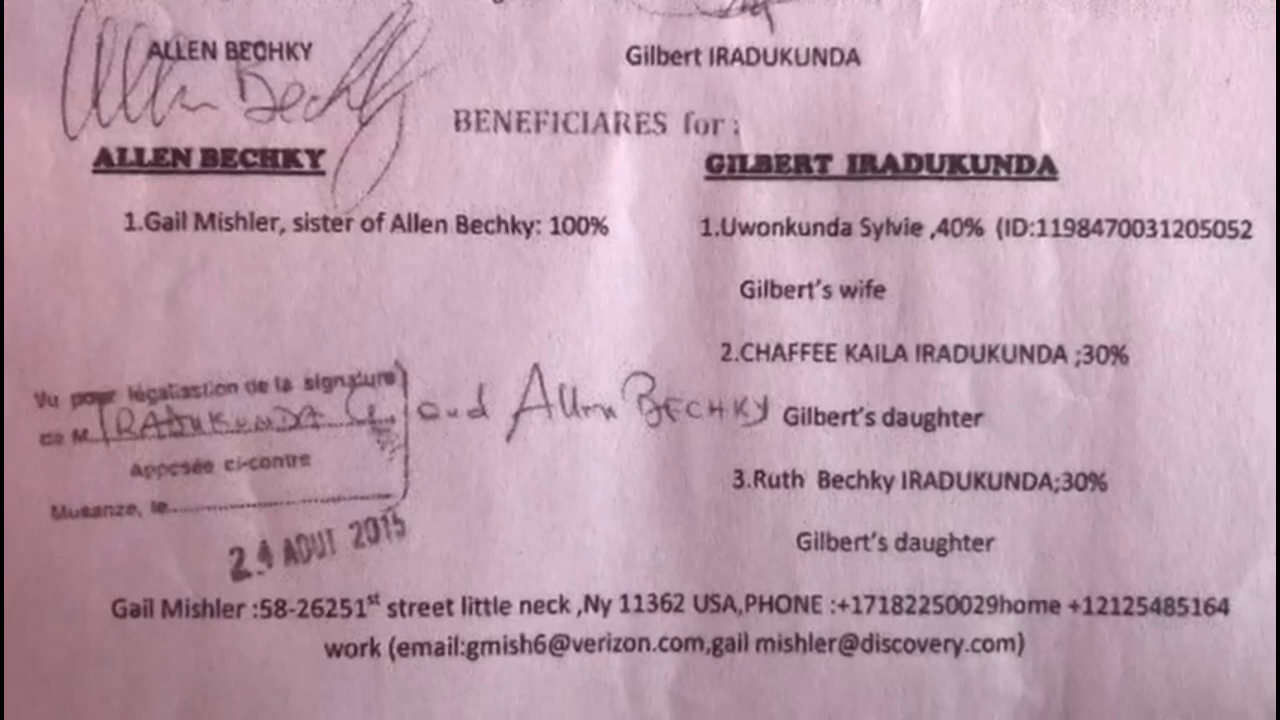 ALLEN BECHKY
Gilbert IRADUKUNDA
Allen Bechky
BENEFICIARES for :
ALLEN BECHKY
GILBERT IRADUKUNDA
1.Gail Mishler, sister of Allen Bechky: 100%
1.Uwonkunda Sylvie ,40% (ID:1198470031205052
Gilbert's wife
2.CHAFFEE KAILA IRADUKUNDA ;30%
Gilbert's daughter
3.Ruth Bechky IRADUKUNDA;30%
Gilbert's daughter
Vu pour légalisation de la signature
de M IRADUKUNDA G. and Allen BECHKY
Apposée ci-contre
Musanze, le
24 AOUT 2015
Gail Mishler :58-26251st street little neck ,Ny 11362 USA,PHONE :+17182250029home +12125485164
work (email:gmish6@verizon.com,gail mishler@discovery.com)